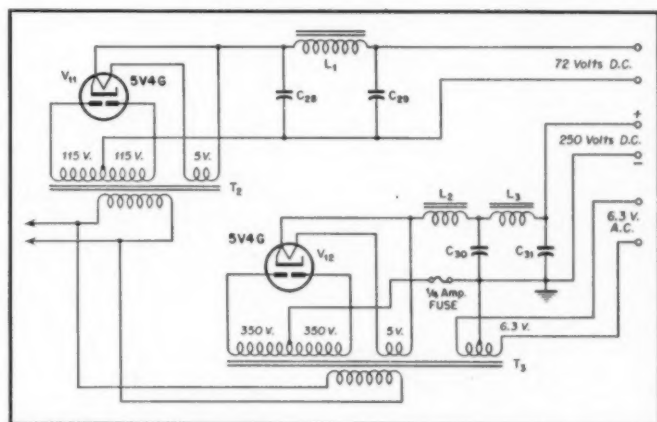 V11
5V4G
115 V.
115 V.
5 V.
T2
L1
C28
C29
72 Volts D.C.
+
250 Volts D.C.
−
6.3 V.
A.C.
L2
L3
5V4G
V12
C30
C31
¼ Amp.
FUSE
350 V.
350 V.
5 V.
6.3 V.
T3